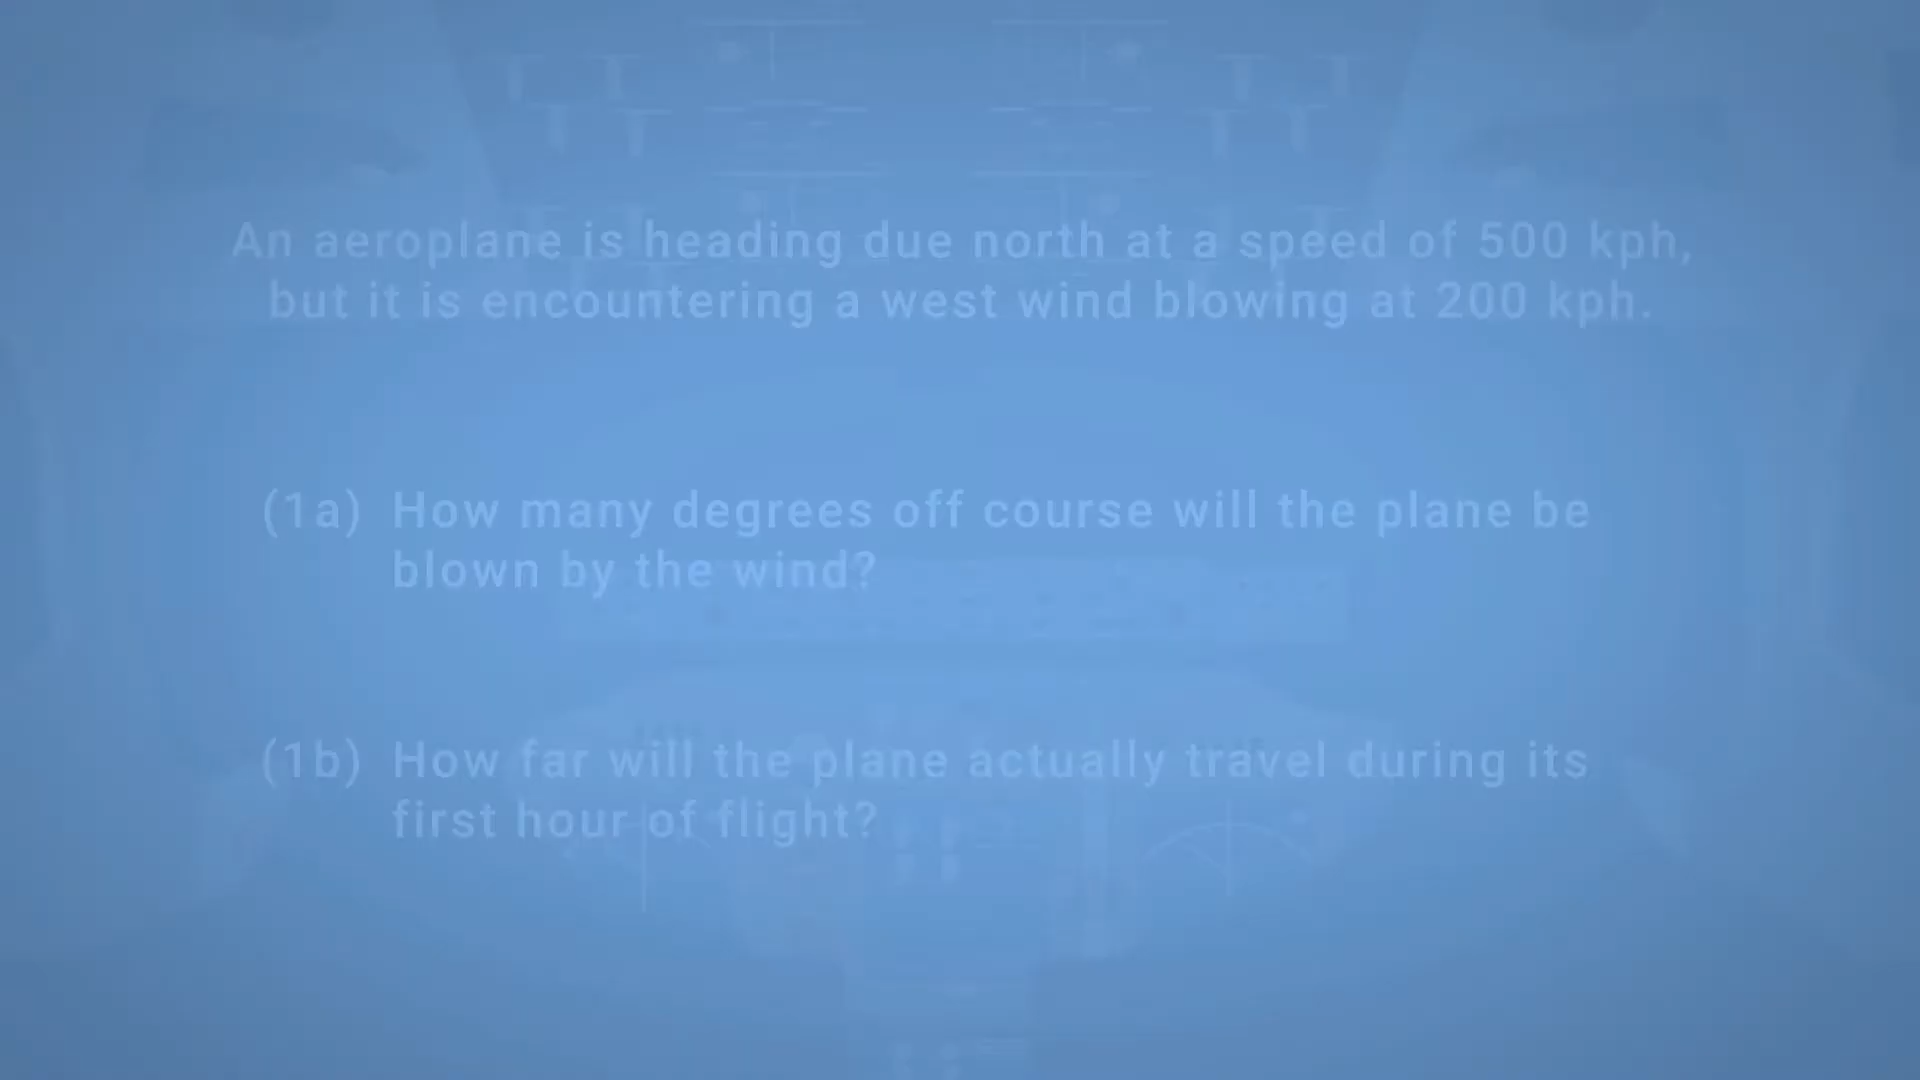 An aeroplane is heading due north at a speed of 500 kph,
but it is encountering a west wind blowing at 200 kph.
(1a) How many degrees off course will the plane be
blown by the wind?
(1b) How far will the plane actually travel during its
first hour of flight?